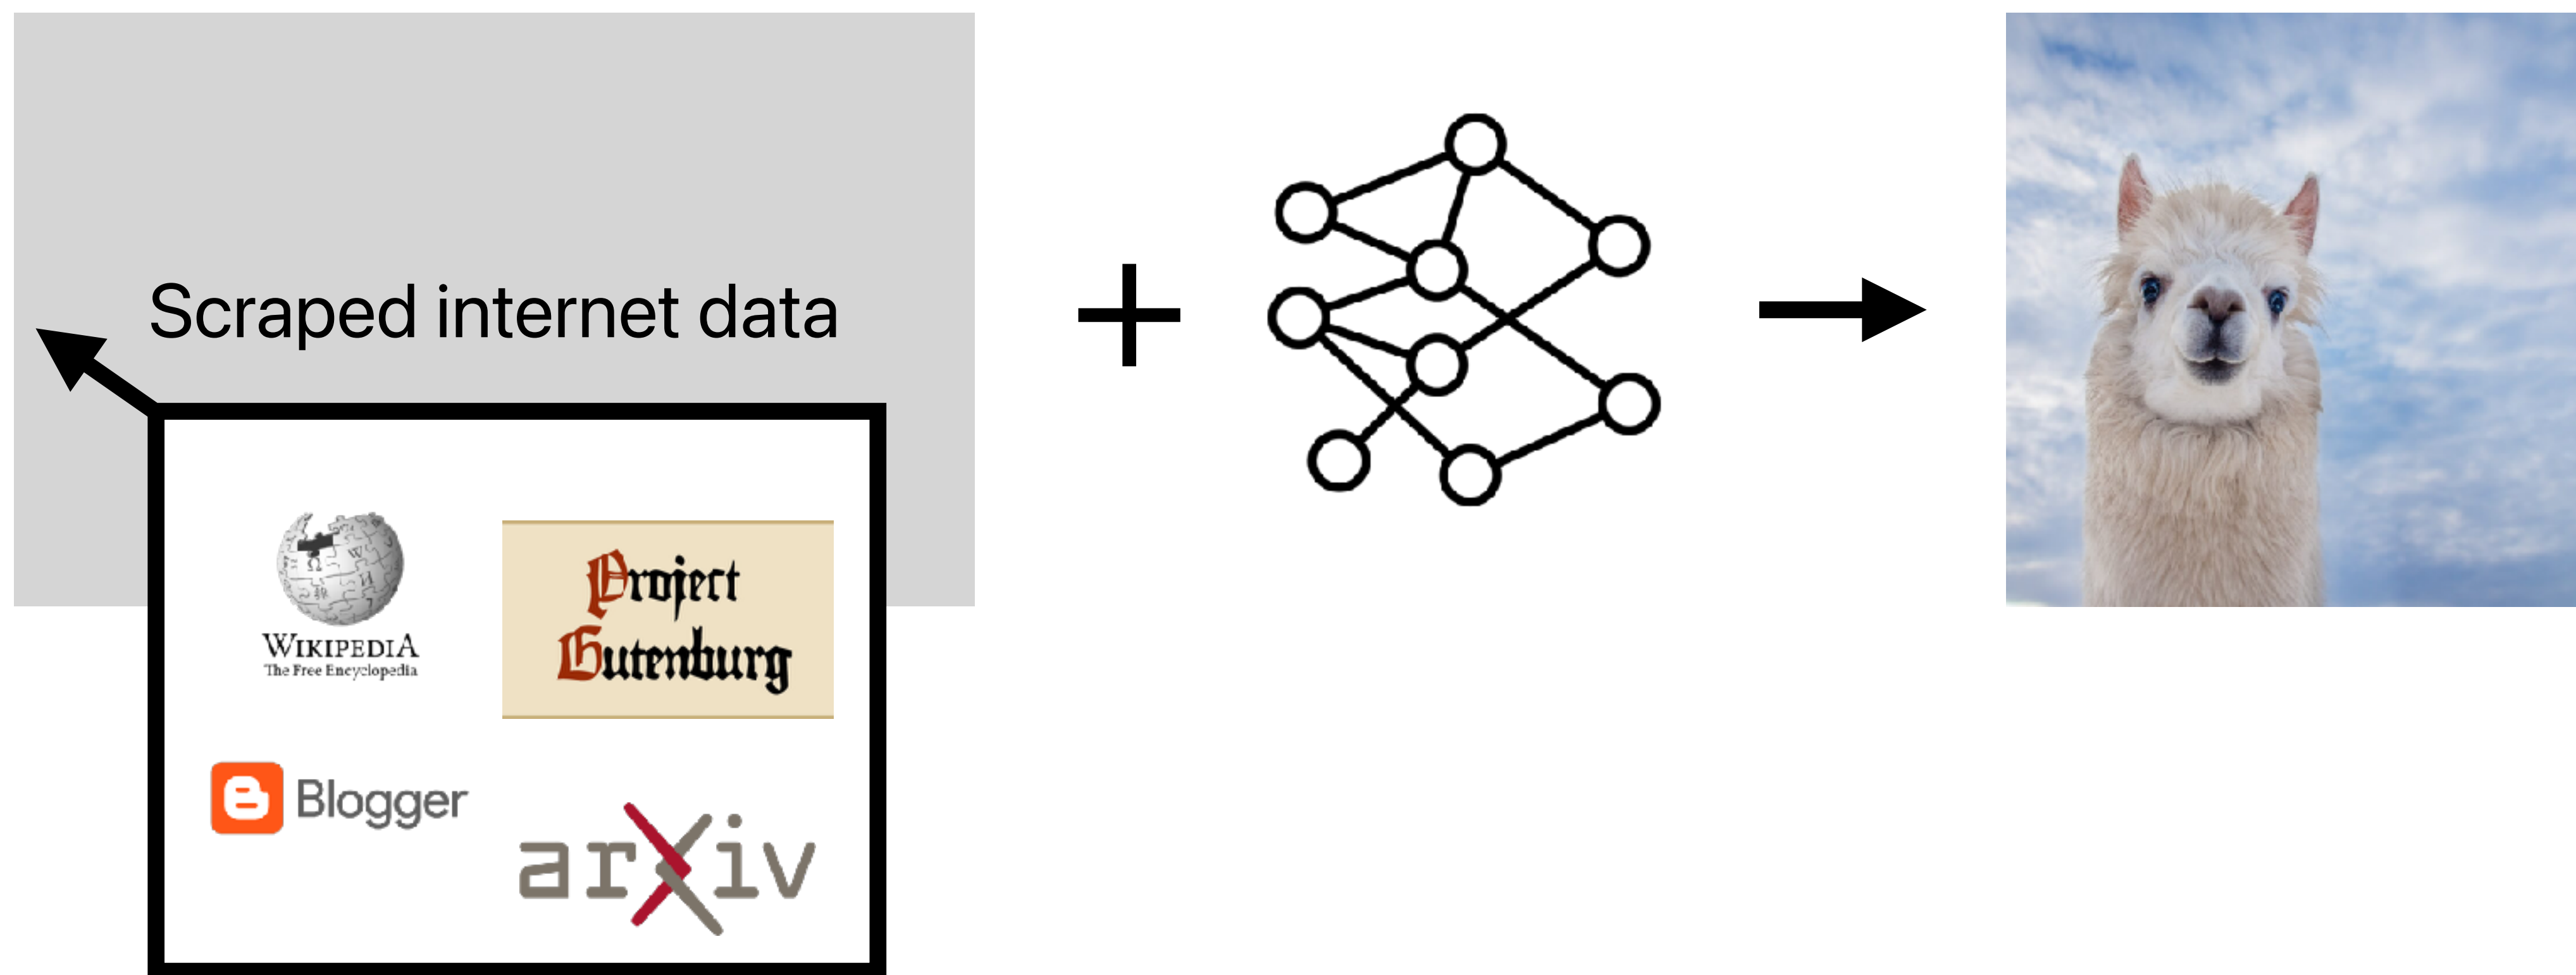 Scraped internet data
WIKIPEDIA
The Free Encyclopedia
Project
Gutenburg
Blogger
arXiv